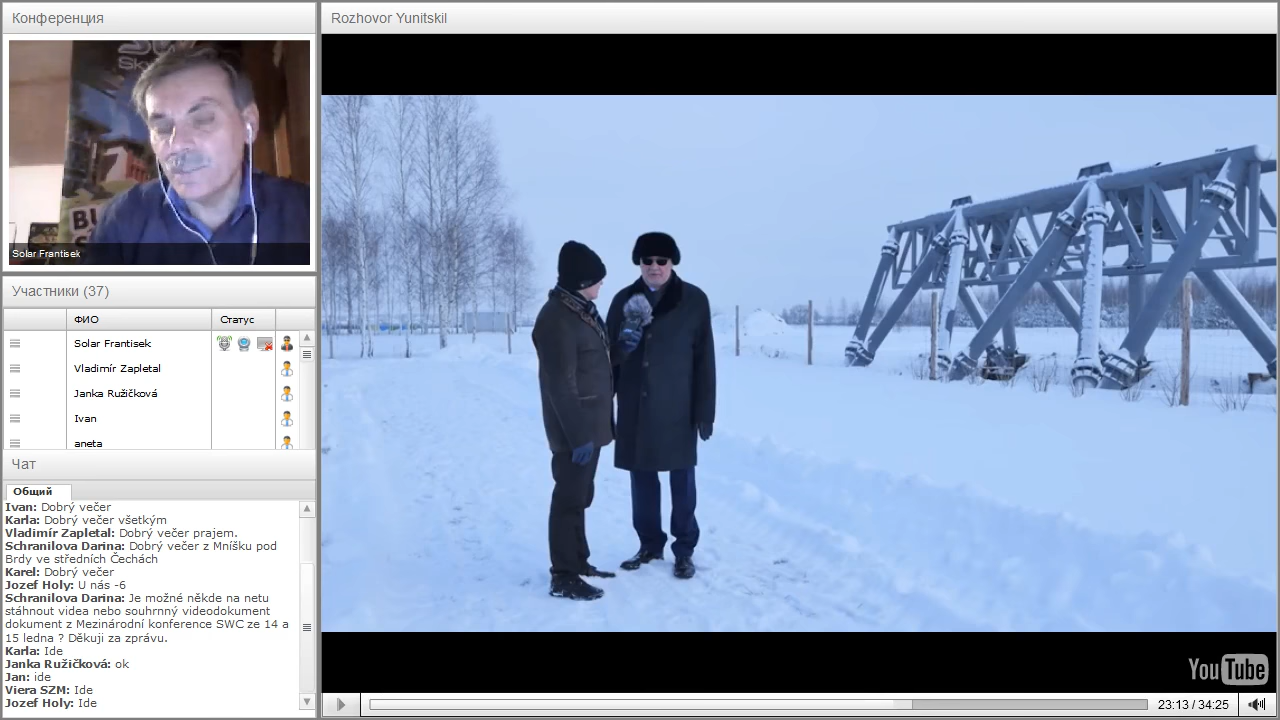 Конференция
Rozhovor Yunitskil
Sky
BU
S
Solar Frantisek
Участники (37)
ФИО
Статус
Solar Frantisek
Vladimír Zapletal
Janka Ružičková
Ivan
aneta
Чат
Общий
Ivan: Dobrý večer
Karla: Dobrý večer všetkým
Vladimír Zapletal: Dobrý večer prajem.
Schranilova Darina: Dobrý večer z Mníšku pod
Brdy ve středních Čechách
Karel: Dobrý večer
Jozef Holy: U nás -6
Schranilova Darina: Je možné někde na netu
stáhnout videa nebo souhrnný videodokument
dokument z Mezinárodní konference SWC ze 14 a
15 ledna ? Děkuji za zprávu.
Karla: Ide
Janka Ružičková: ok
Jan: ide
Viera SZM: Ide
Jozef Holy: Ide
YouTube
23:13 / 34:25